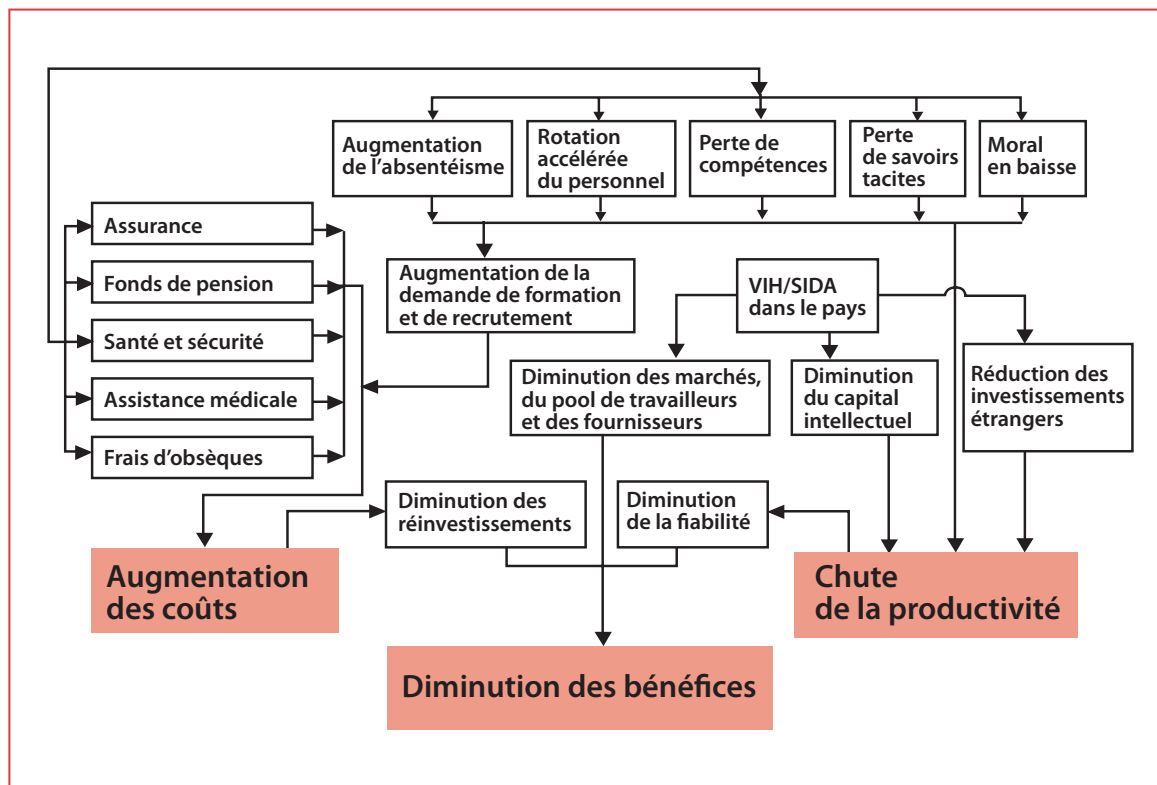 Augmentation
de l'absentéisme
Rotation
accélérée
du personnel
Perte de
compétences
Perte
de savoirs
tacites
Moral
en baisse
Assurance
Fonds de pension
Santé et sécurité
Assistance médicale
Frais d'obsèques
Augmentation de la
demande de formation
et de recrutement
VIH/SIDA
dans le pays
Diminution des marchés,
du pool de travailleurs
et des fournisseurs
Diminution
du capital
intellectuel
Réduction des
investissements
étrangers
Diminution des
réinvestissements
Diminution
de la fiabilité
Augmentation
des coûts
Chute
de la productivité
Diminution des bénéfices